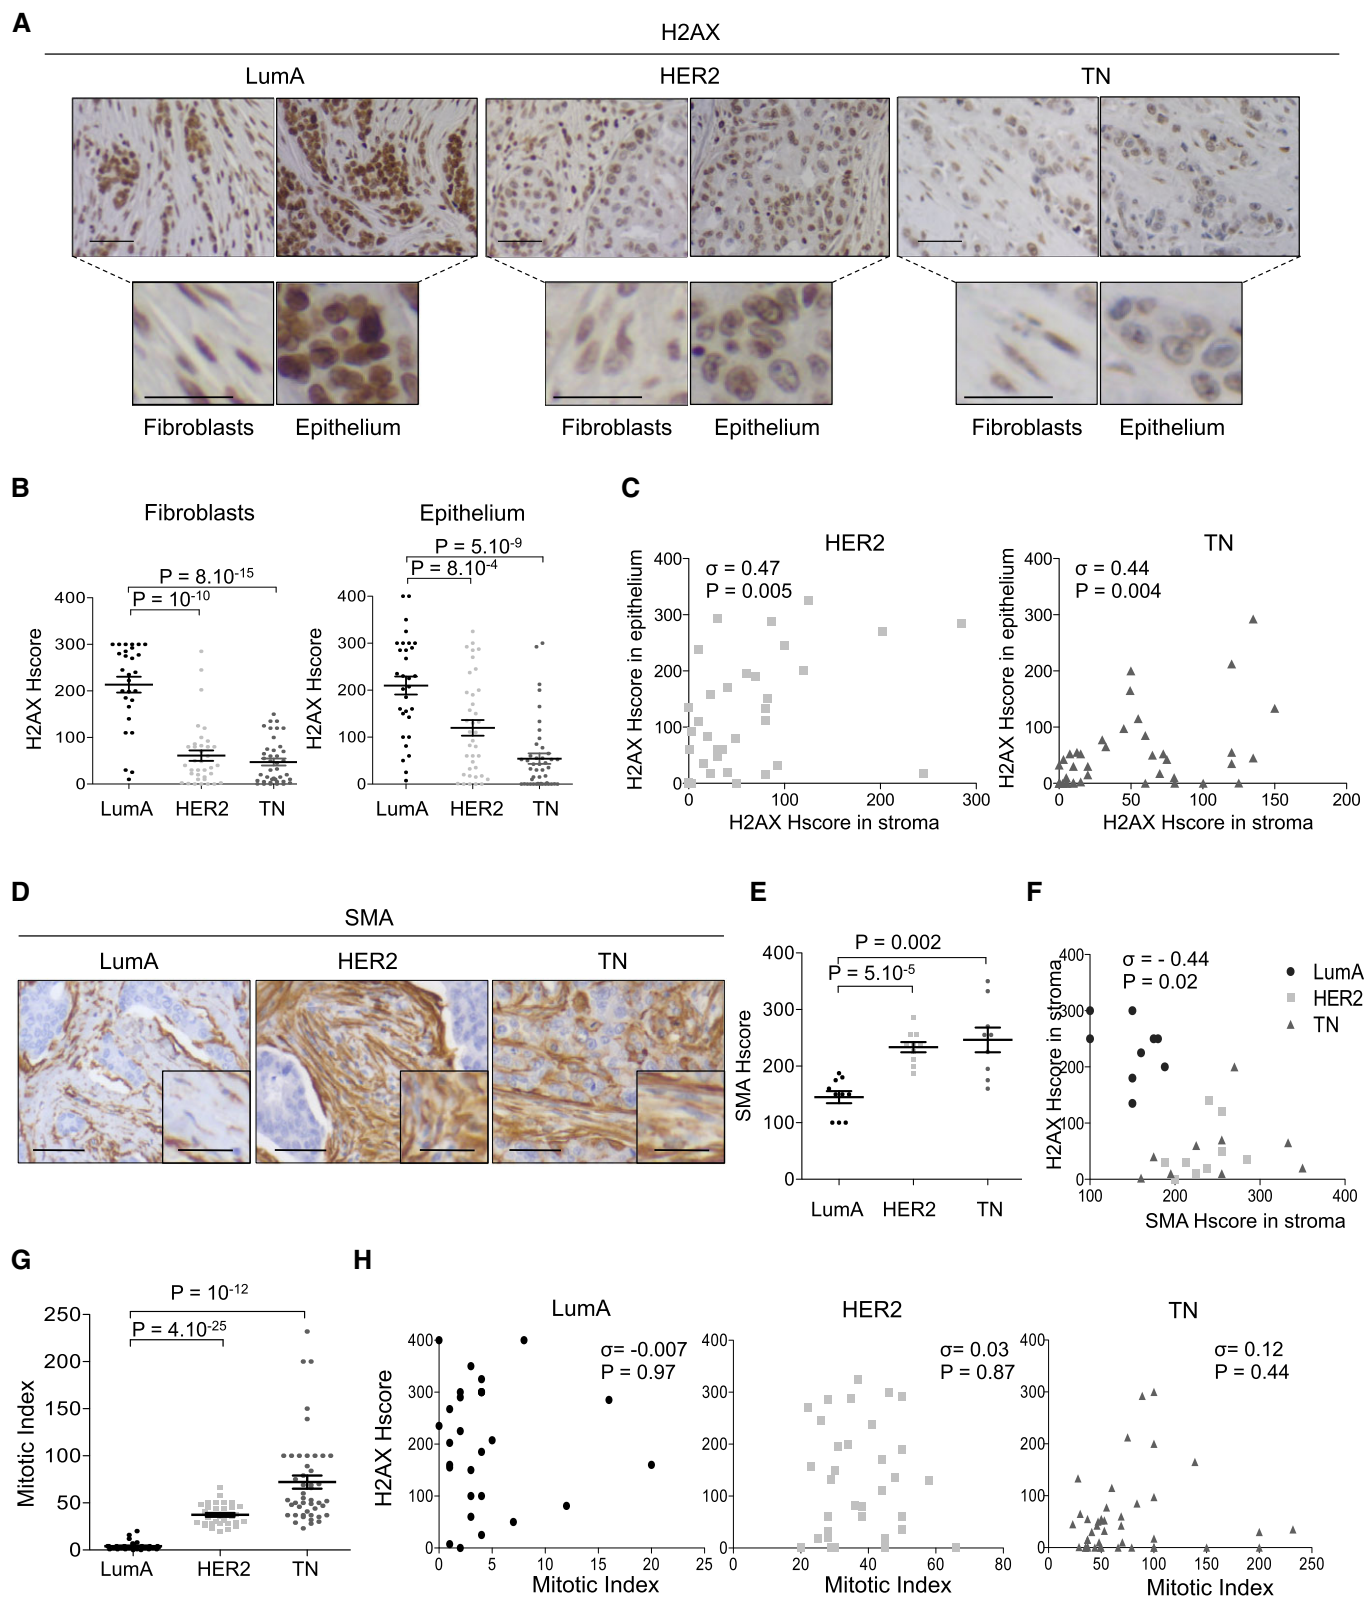 A
H2AX
LumA HER2 TN
Fibroblasts Epithelium Fibroblasts Epithelium Fibroblasts Epithelium
B
Fibroblasts
P = 8.10-15
P = 10-10
H2AX Hscore
400
300
200
100
0
LumA HER2 TN
Epithelium
P = 5.10-9
P = 8.10-4
H2AX Hscore
400
300
200
100
0
LumA HER2 TN
C
HER2
σ = 0.47
P = 0.005
H2AX Hscore in epithelium
400
300
200
100
0
0 100 200 300
H2AX Hscore in stroma
TN
σ = 0.44
P = 0.004
H2AX Hscore in epithelium
400
300
200
100
0
0 50 100 150 200
H2AX Hscore in stroma
D
SMA
LumA HER2 TN
E
P = 0.002
P = 5.10-5
SMA Hscore
400
300
200
100
0
LumA HER2 TN
F
σ = - 0.44
P = 0.02
H2AX Hscore in stroma
400
300
200
100
0
100 200 300 400
SMA Hscore in stroma
LumA
HER2
TN
G
P = 10-12
P = 4.10-25
Mitotic Index
250
200
150
100
50
0
LumA HER2 TN
H
LumA
σ= -0.007
P = 0.97
H2AX Hscore
400
300
200
100
0
0 5 10 15 20 25
Mitotic Index
HER2
σ= 0.03
P = 0.87
400
300
200
100
0
0 20 40 60 80
Mitotic Index
TN
σ= 0.12
P = 0.44
400
300
200
100
0
0 50 100 150 200 250
Mitotic Index